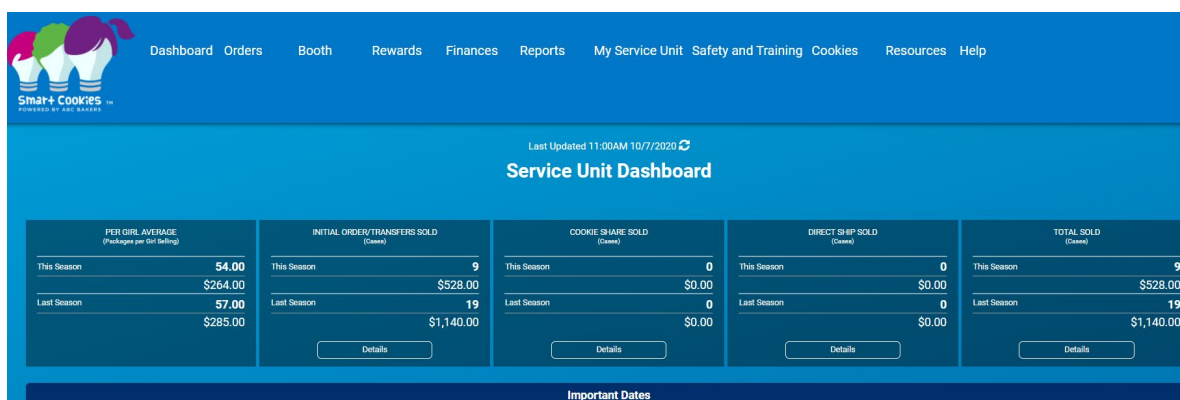 Dashboard Orders Booth Rewards Finances Reports My Service Unit Safety and Training Cookies Resources Help
Smart Cookies TM
POWERED BY ABC BAKERS
Last Updated 11:00AM 10/7/2020
Service Unit Dashboard
PER GIRL AVERAGE
(Packages per Girl Selling)
This Season 54.00
$264.00
Last Season 57.00
$285.00
INITIAL ORDER/TRANSFERS SOLD
(Cases)
This Season 9
$528.00
Last Season 19
$1,140.00
Details
COOKIE SHARE SOLD
(Cases)
This Season 0
$0.00
Last Season 0
$0.00
Details
DIRECT SHIP SOLD
(Cases)
This Season 0
$0.00
Last Season 0
$0.00
Details
TOTAL SOLD
(Cases)
This Season 9
$528.00
Last Season 19
$1,140.00
Details
Important Dates